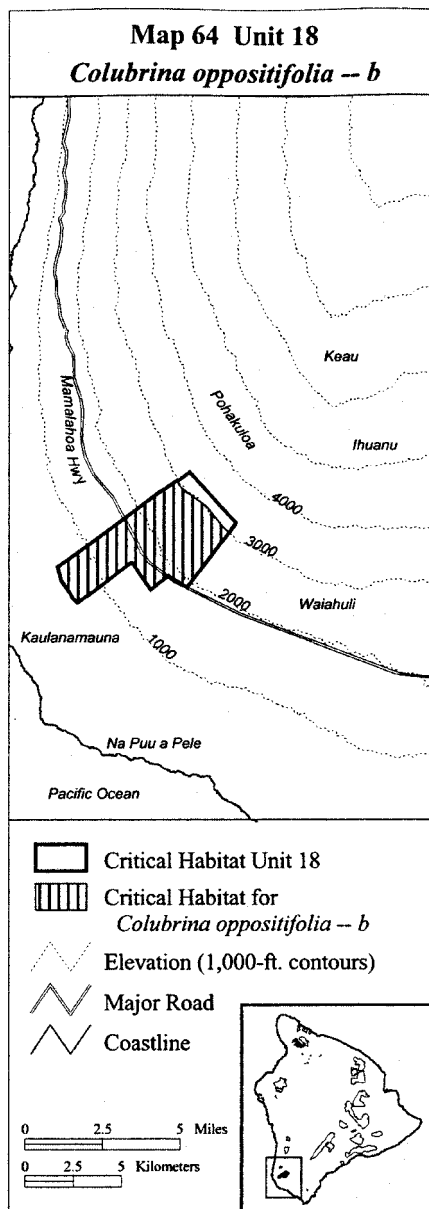 Map 64 Unit 18
Colubrina oppositifolia -- b
Keau
Mamalahoa Hwy
Pohakuloa
Ihuanu
4000
3000
2000
Waiahuli
1000
Kaulanamauna
Na Puu a Pele
Pacific Ocean
Critical Habitat Unit 18
Critical Habitat for
Colubrina oppositifolia -- b
Elevation (1,000-ft. contours)
Major Road
Coastline
0 2.5 5 Miles
0 2.5 5 Kilometers